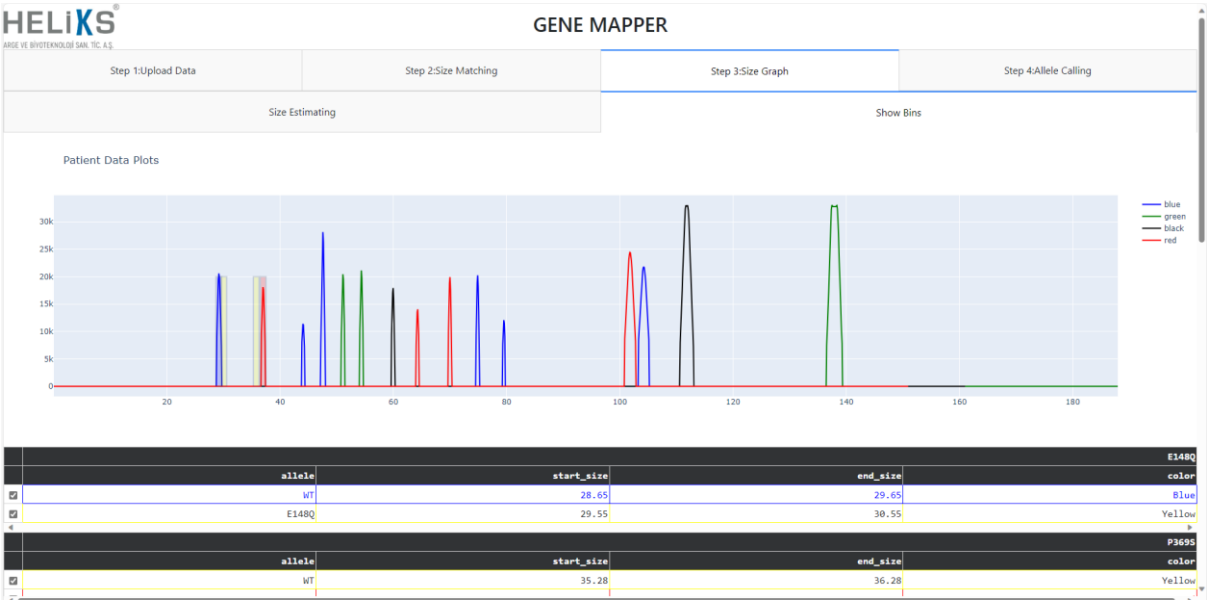 HELiKS®
ARGE VE BİYOTEKNOLOJİ SAN. TİC. A.Ş.
GENE MAPPER
Step 1:Upload Data
Step 2:Size Matching
Step 3:Size Graph
Step 4:Allele Calling
Size Estimating
Show Bins
Patient Data Plots
blue
green
black
red
30k
25k
20k
15k
10k
5k
0
20 40 60 80 100 120 140 160 180
E148Q
allele start_size end_size color
WT 28.65 29.65 Blue
E148Q 29.55 30.55 Yellow
P369S
allele start_size end_size color
WT 35.28 36.28 Yellow